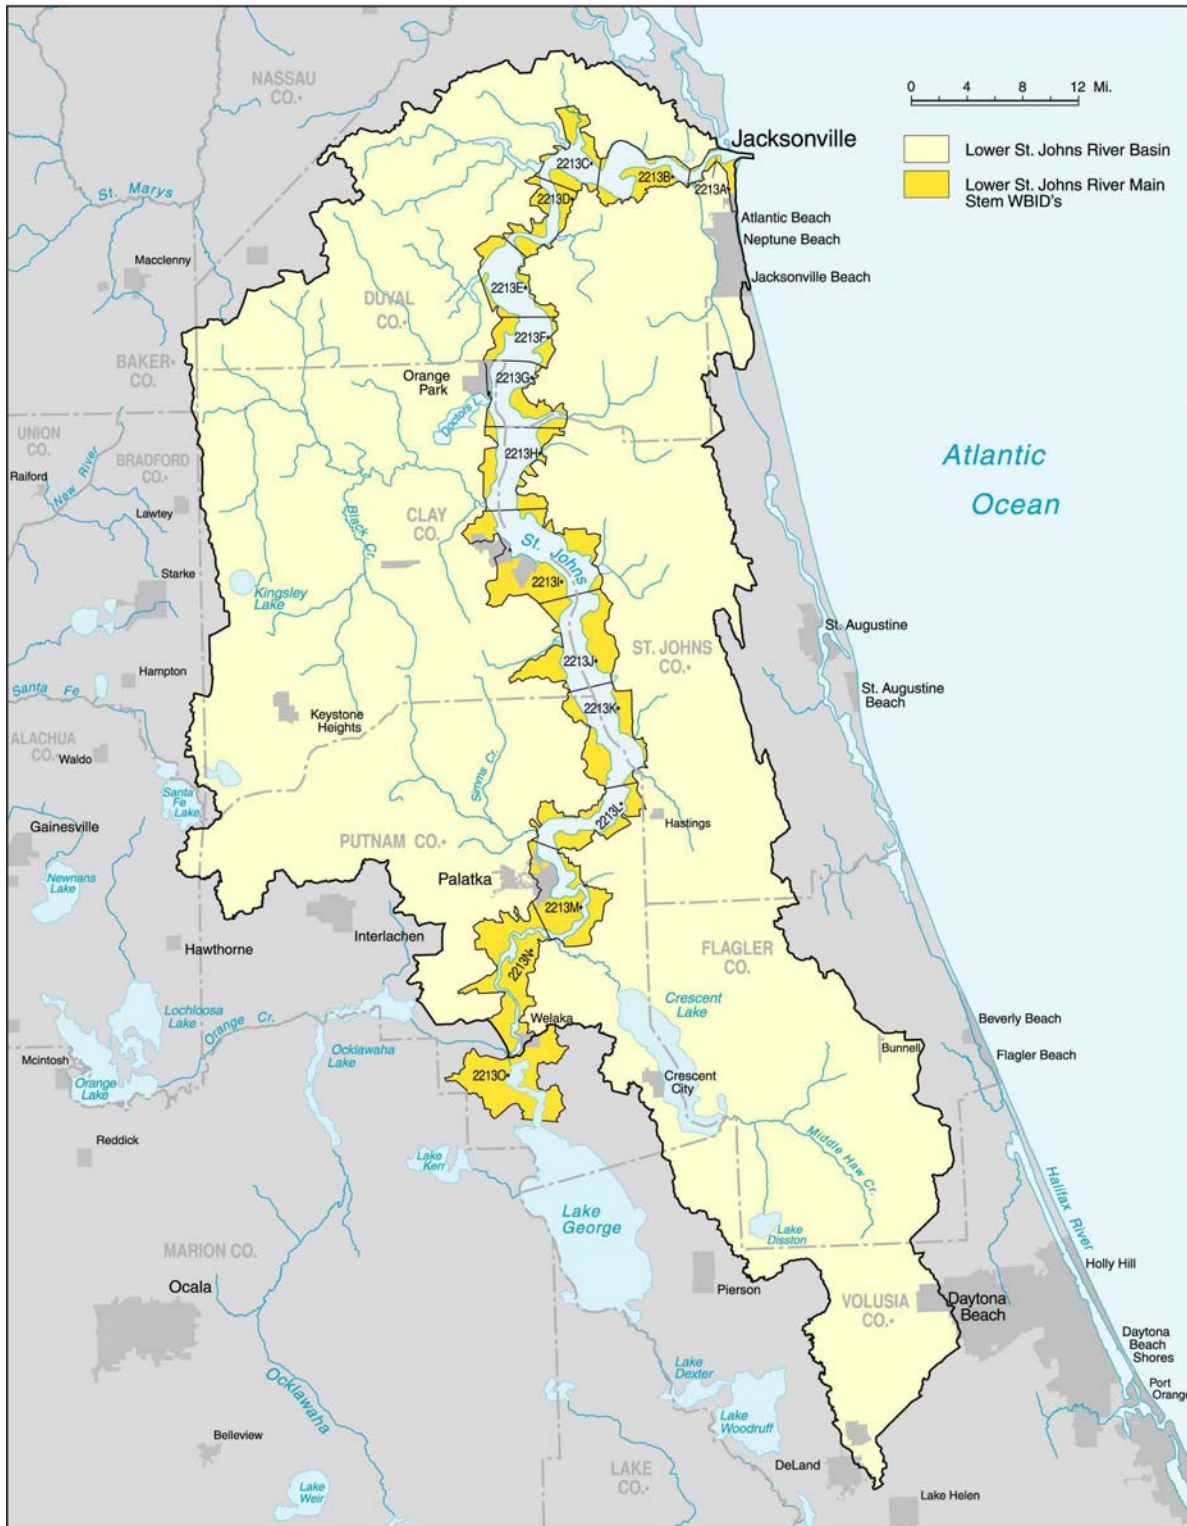 NASSAU
CO.•
0 4 8 12 Mi.
Jacksonville
Lower St. Johns River Basin
Lower St. Johns River Main
Stem WBID's
2213C•
2213B•
2213A•
2213D•
St. Marys
Atlantic Beach
Neptune Beach
Jacksonville Beach
Macclenny
2213E•
DUVAL
CO.•
2213F•
BAKER•
CO.
Orange
Park
2213G•
Doctors L.
UNION
CO.
BRADFORD
CO.•
Raiford
New River
Lawtey
2213H•
Atlantic
Ocean
CLAY
CO.
Black Cr.
St. Johns
Starke
2213I•
Kingsley
Lake
St. Augustine
ST. JOHNS
CO.•
2213J•
Hampton
Santa Fe
St. Augustine
Beach
2213K•
Keystone
Heights
ALACHUA
CO.•
Waldo
Simms Cr.
Santa
Fe
Lake
2213L•
Hastings
Gainesville
PUTNAM CO.•
Newnans
Lake
Palatka
2213M•
Interlachen
Hawthorne
FLAGLER
CO.
2213N•
Crescent
Lake
Lochloosa
Lake
Orange Cr.
Welaka
Beverly Beach
Ocklawaha
Lake
Bunnell
Flagler Beach
Mcintosh
Orange
Lake
2213O•
Crescent
City
Reddick
Middle Haw Cr.
Lake
Kerr
Halifax River
Lake
George
Lake
Disston
MARION CO.
Holly Hill
Ocala
Pierson
VOLUSIA
CO.•
Daytona
Beach
Daytona
Beach
Shores
Lake
Dexter
Port
Orange
Ocklawaha
Lake
Woodruff
Belleview
DeLand
LAKE
CO.•
Lake
Weir
Lake Helen